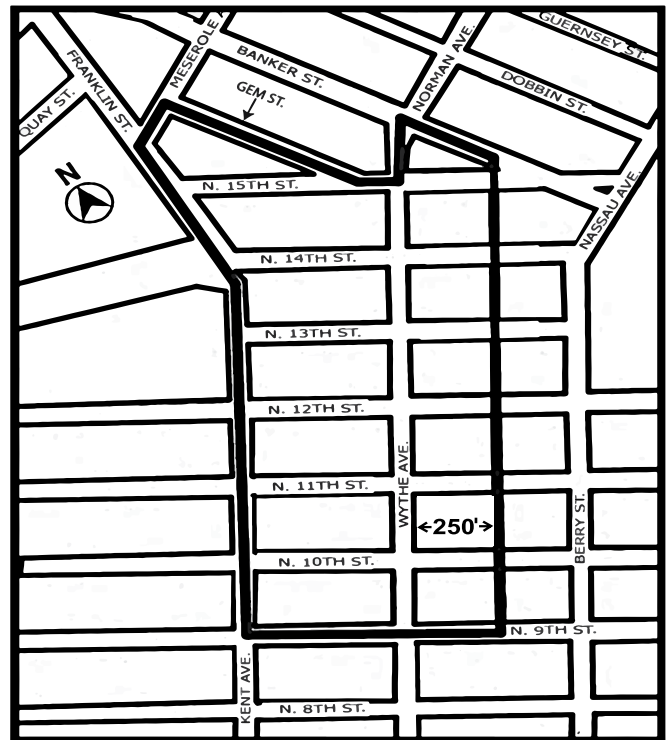 GUERNSEY ST.
MESEROLE A
NORMAN AVE.
BANKER ST.
FRANKLIN ST.
DOBBIN ST.
GEM ST.
QUAY ST.
N
N. 15TH ST.
NASSAU AVE.
N. 14TH ST.
N. 13TH ST.
N. 12TH ST.
WYTHE AVE.
N. 11TH ST.
250'
BERRY ST.
N. 10TH ST.
N. 9TH ST.
KENT AVE.
N. 8TH ST.